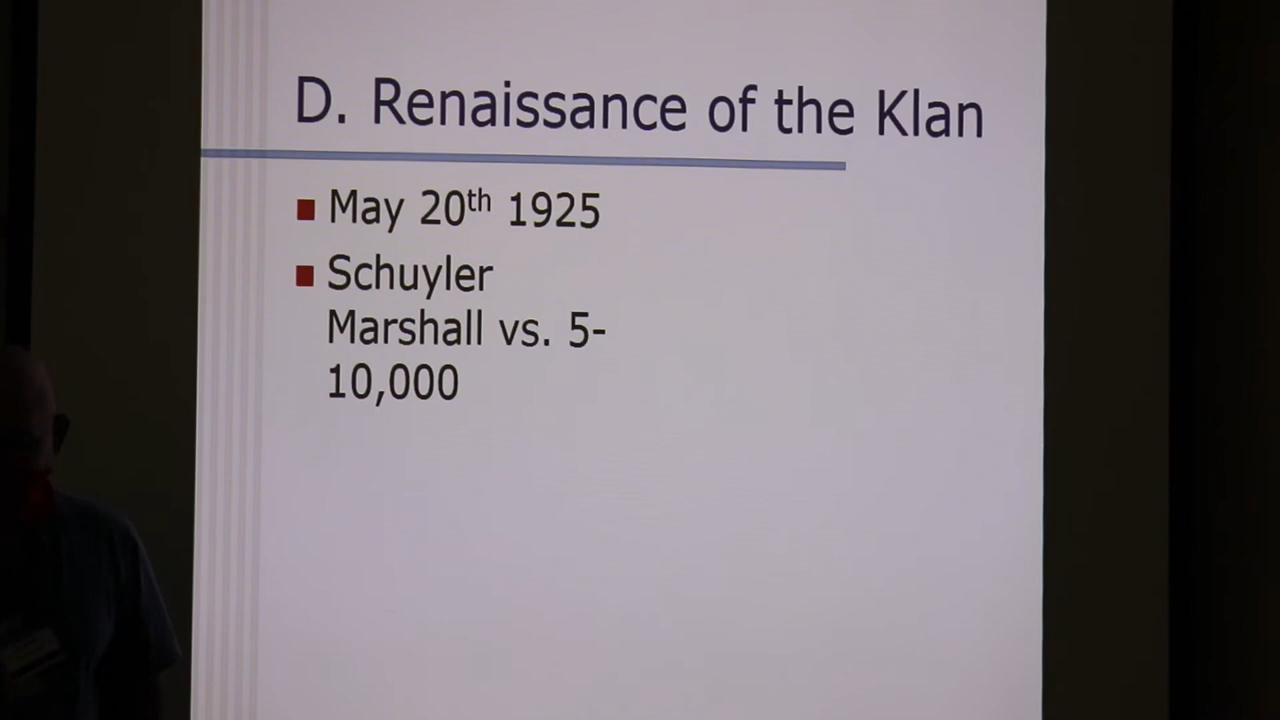 D. Renaissance of the Klan
May 20th 1925
Schuyler
Marshall vs. 5-
10,000